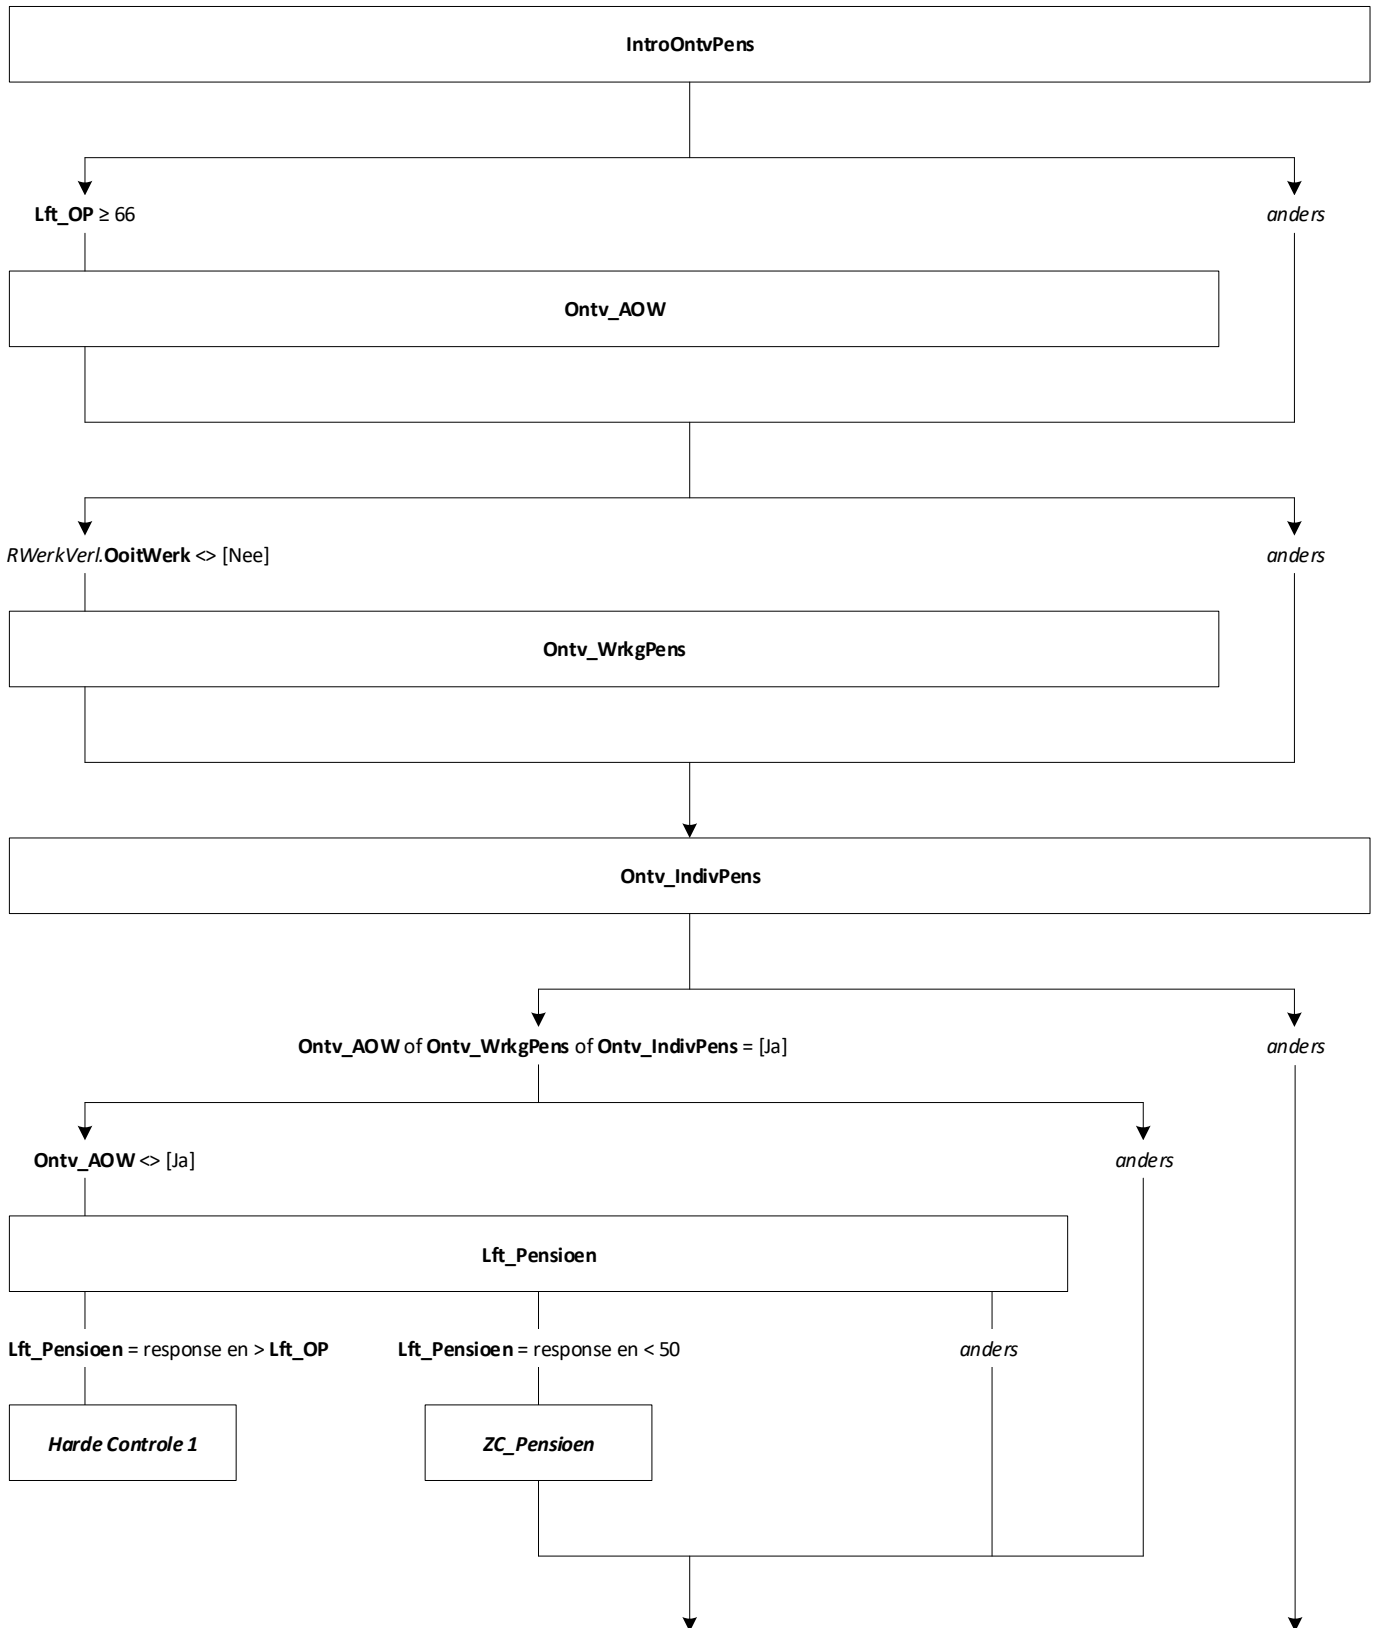 IntroOntvPens
Lft_OP ≥ 66
anders
Ontv_AOW
RWerkVerl.OoitWerk <> [Nee]
anders
Ontv_WrkgPens
Ontv_IndivPens
Ontv_AOW of Ontv_WrkgPens of Ontv_IndivPens = [Ja]
anders
Ontv_AOW <> [Ja]
anders
Lft_Pensioen
Lft_Pensioen = response en > Lft_OP
Lft_Pensioen = response en < 50
anders
Harde Controle 1
ZC_Pensioen